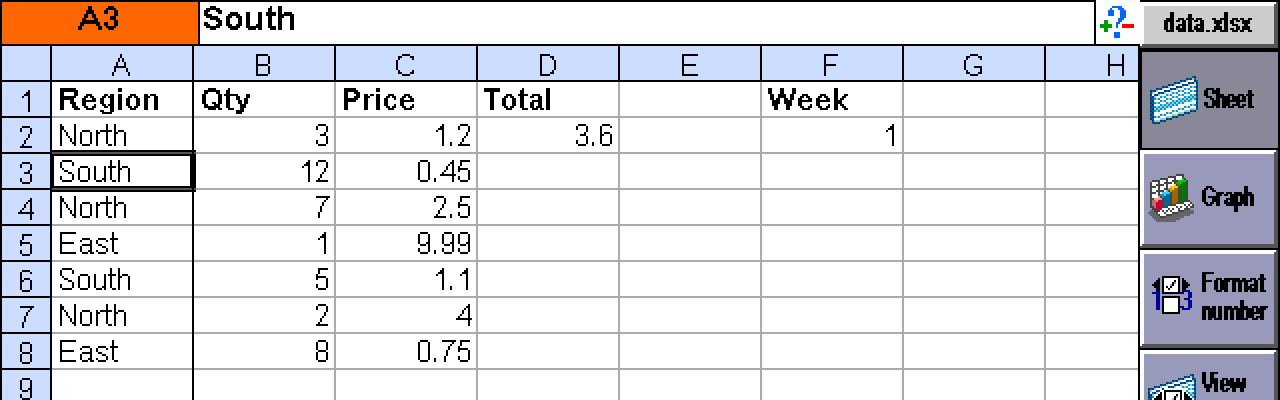 A3 South data.xlsx
A B C D E F G H
1 Region Qty Price Total Week
2 North 3 1.2 3.6 1
3 South 12 0.45
4 North 7 2.5
5 East 1 9.99
6 South 5 1.1
7 North 2 4
8 East 8 0.75
9
Sheet
Graph
Format
number
View